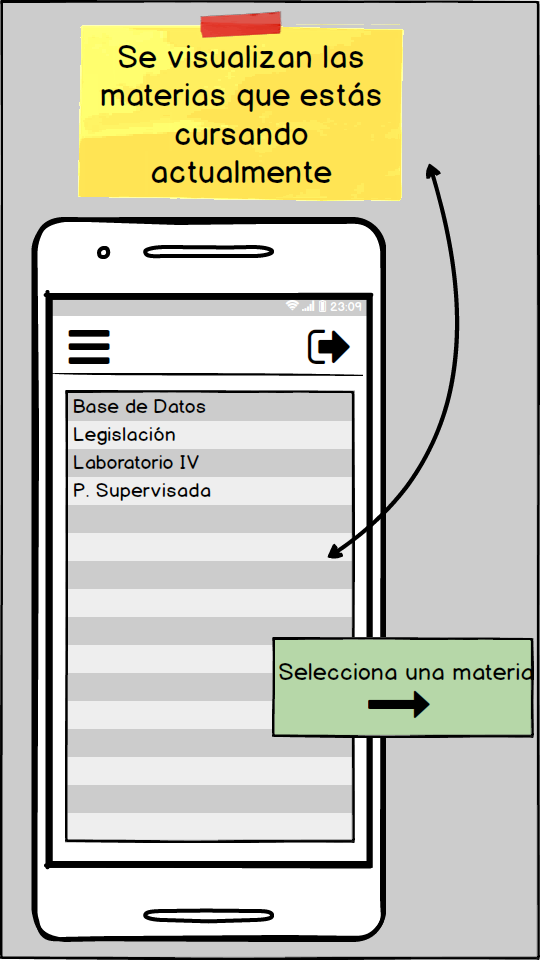 Se visualizan las
materias que estás
cursando
actualmente
23:09
Base de Datos
Legislación
Laboratorio IV
P. Supervisada
Selecciona una materia